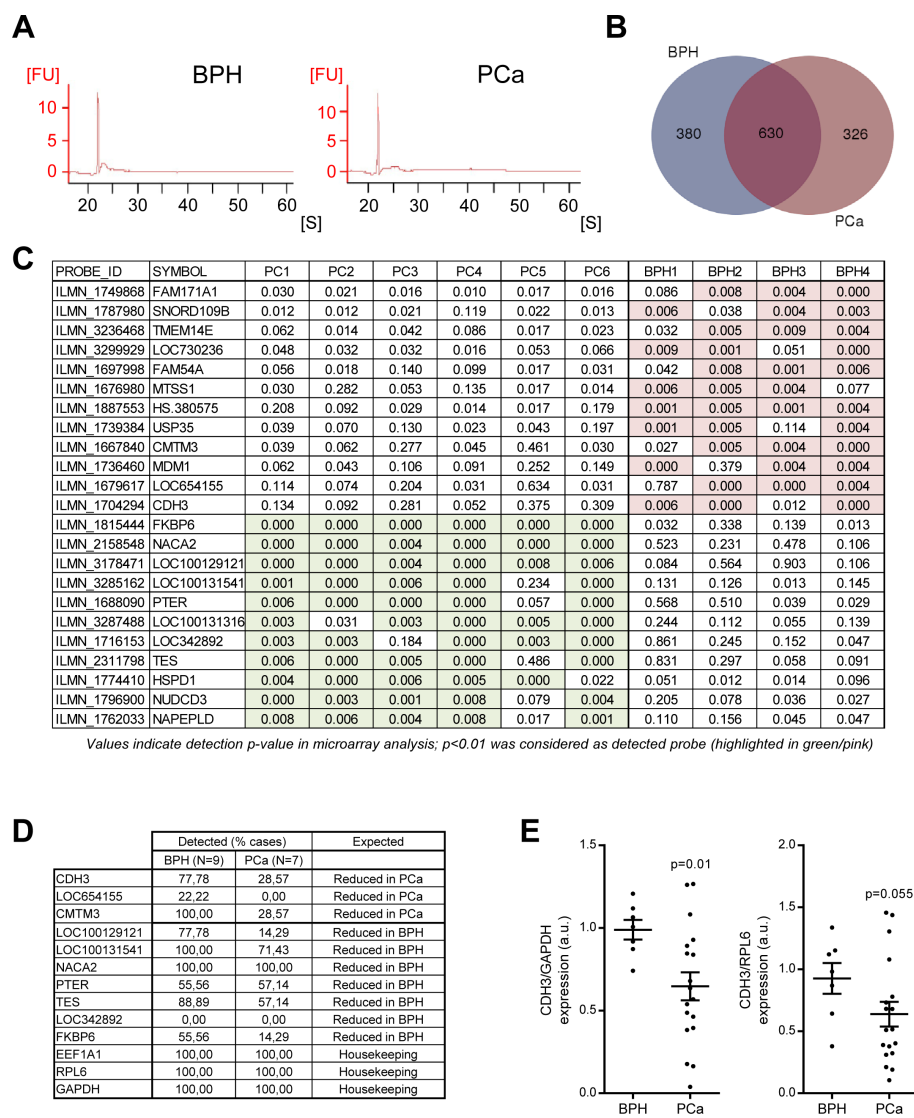 A
B
BPH
PCa
[FU]
[FU]
10
5
0
10
5
0
20 30 40 50 60
20 30 40 50 60
[S]
[S]
BPH
380
630
326
PCa
C
PROBE_ID SYMBOL PC1 PC2 PC3 PC4 PC5 PC6 BPH1 BPH2 BPH3 BPH4
ILMN_1749868 FAM171A1 0.030 0.021 0.016 0.010 0.017 0.016 0.086 0.008 0.004 0.000
ILMN_1787980 SNORD109B 0.012 0.012 0.021 0.119 0.022 0.013 0.006 0.038 0.004 0.003
ILMN_3236468 TMEM14E 0.062 0.014 0.042 0.086 0.017 0.023 0.032 0.005 0.009 0.004
ILMN_3299929 LOC730236 0.048 0.032 0.032 0.016 0.053 0.066 0.009 0.001 0.051 0.000
ILMN_1697998 FAM54A 0.056 0.018 0.140 0.099 0.017 0.031 0.042 0.008 0.001 0.006
ILMN_1676980 MTSS1 0.030 0.282 0.053 0.135 0.017 0.014 0.006 0.005 0.004 0.077
ILMN_1887553 HS.380575 0.208 0.092 0.029 0.014 0.017 0.179 0.001 0.005 0.001 0.004
ILMN_1739384 USP35 0.039 0.070 0.130 0.023 0.043 0.197 0.001 0.005 0.114 0.004
ILMN_1667840 CMTM3 0.039 0.062 0.277 0.045 0.461 0.030 0.027 0.005 0.004 0.000
ILMN_1736460 MDM1 0.062 0.043 0.106 0.091 0.252 0.149 0.000 0.379 0.004 0.004
ILMN_1679617 LOC654155 0.114 0.074 0.204 0.031 0.634 0.031 0.787 0.000 0.000 0.004
ILMN_1704294 CDH3 0.134 0.092 0.281 0.052 0.375 0.309 0.006 0.000 0.012 0.000
ILMN_1815444 FKBP6 0.000 0.000 0.000 0.000 0.000 0.000 0.032 0.338 0.139 0.013
ILMN_2158548 NACA2 0.000 0.000 0.004 0.000 0.000 0.000 0.523 0.231 0.478 0.106
ILMN_3178471 LOC100129121 0.000 0.000 0.004 0.000 0.008 0.006 0.084 0.564 0.903 0.106
ILMN_3285162 LOC100131541 0.001 0.006 0.006 0.000 0.234 0.000 0.131 0.126 0.013 0.145
ILMN_1688090 PTER 0.006 0.000 0.000 0.000 0.057 0.000 0.568 0.510 0.039 0.029
ILMN_3287488 LOC100131316 0.003 0.031 0.003 0.000 0.005 0.000 0.244 0.112 0.055 0.139
ILMN_1716153 LOC342892 0.003 0.003 0.184 0.000 0.003 0.000 0.861 0.245 0.152 0.047
ILMN_2311798 TES 0.006 0.000 0.005 0.000 0.486 0.000 0.831 0.297 0.058 0.091
ILMN_1774410 HSPD1 0.004 0.000 0.006 0.005 0.000 0.022 0.051 0.012 0.014 0.096
ILMN_1796900 NUDCD3 0.000 0.003 0.001 0.008 0.079 0.004 0.205 0.078 0.036 0.027
ILMN_1762033 NAPEPLD 0.008 0.006 0.004 0.008 0.017 0.001 0.110 0.156 0.045 0.047
Values indicate detection p-value in microarray analysis; p<0.01 was considered as detected probe (highlighted in green/pink)
D
Detected (% cases) Expected
BPH (N=9) PCa (N=7)
CDH3 77,78 28,57 Reduced in PCa
LOC654155 22,22 0,00 Reduced in PCa
CMTM3 100,00 28,57 Reduced in PCa
LOC100129121 77,78 14,29 Reduced in BPH
LOC100131541 100,00 71,43 Reduced in BPH
NACA2 100,00 100,00 Reduced in BPH
PTER 55,56 57,14 Reduced in BPH
TES 88,89 57,14 Reduced in BPH
LOC342892 0,00 0,00 Reduced in BPH
FKBP6 55,56 14,29 Reduced in BPH
EEF1A1 100,00 100,00 Housekeeping
RPL6 100,00 100,00 Housekeeping
GAPDH 100,00 100,00 Housekeeping
E
CDH3/GAPDH
expression (a.u.)
1.5
1.0
0.5
0.0
p=0.01
BPH PCa
CDH3/RPL6
expression (a.u.)
2.0
1.5
1.0
0.5
0.0
p=0.055
BPH PCa